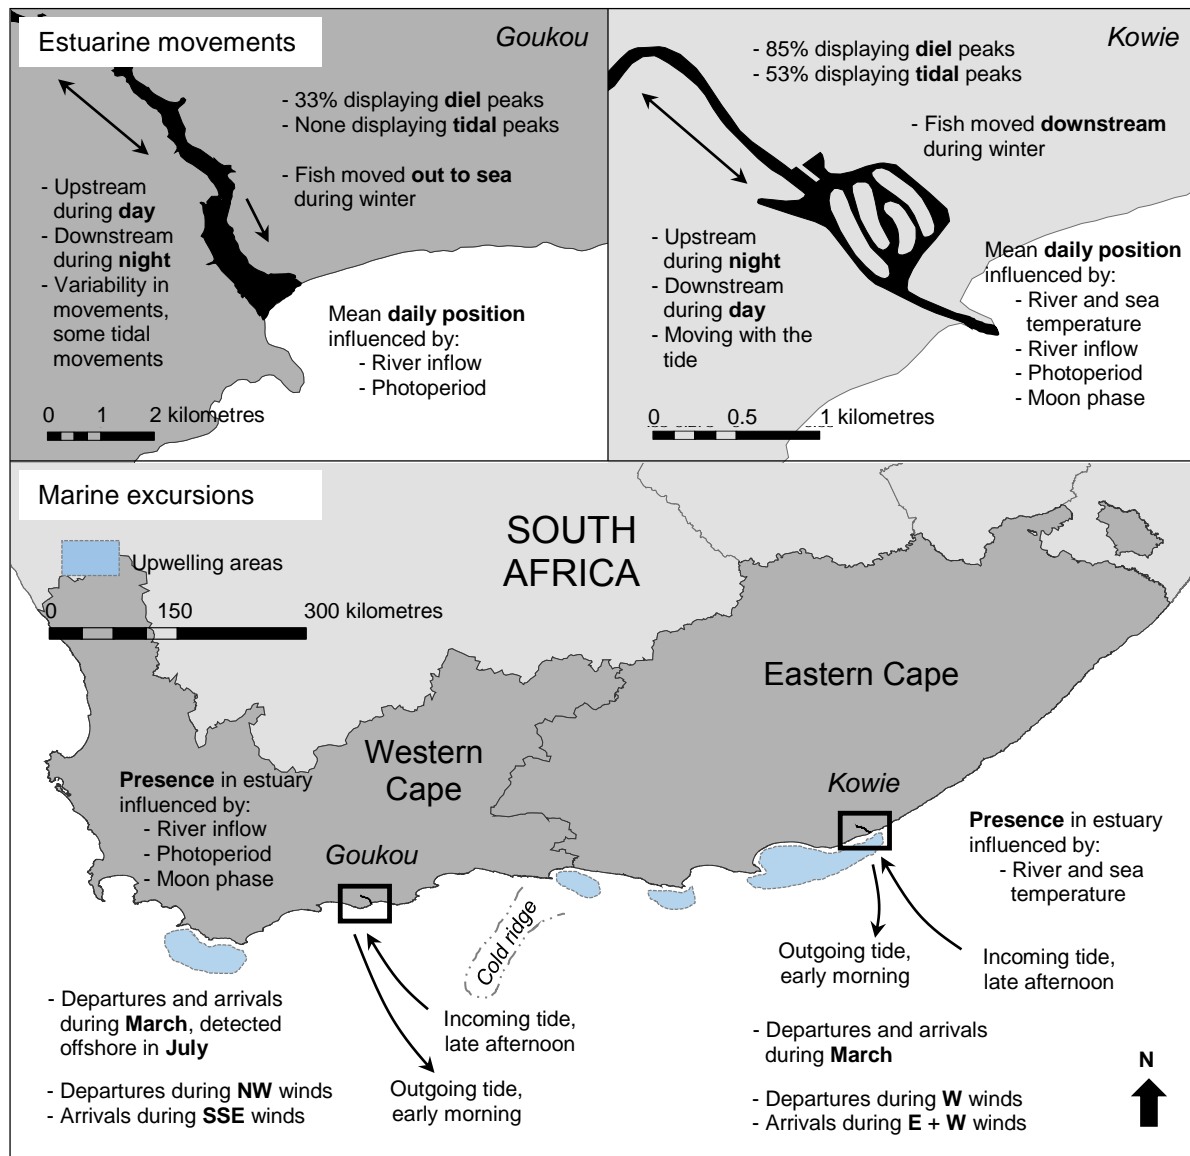 Estuarine movements
Goukou
- 33% displaying diel peaks
- None displaying tidal peaks
- Fish moved out to sea
during winter
- Upstream
during day
- Downstream
during night
- Variability in
movements,
some tidal
movements
Mean daily position
influenced by:
- River inflow
- Photoperiod
0 1 2 kilometres
Kowie
- 85% displaying diel peaks
- 53% displaying tidal peaks
- Fish moved downstream
during winter
- Upstream
during night
- Downstream
during day
- Moving with the
tide
Mean daily position
influenced by:
- River and sea
temperature
- River inflow
- Photoperiod
- Moon phase
0 0.5 1 kilometres
Marine excursions
Upwelling areas
0 150 300 kilometres
SOUTH
AFRICA
Eastern Cape
Western
Cape
Presence in estuary
influenced by:
- River inflow
- Photoperiod
- Moon phase
Goukou
Kowie
Presence in estuary
influenced by:
- River and sea
temperature
Cold ridge
Outgoing tide,
early morning
Incoming tide,
late afternoon
- Departures and arrivals
during March, detected
offshore in July
- Departures during NW winds
- Arrivals during SSE winds
Incoming tide,
late afternoon
Outgoing tide,
early morning
- Departures and arrivals
during March
- Departures during W winds
- Arrivals during E + W winds
N